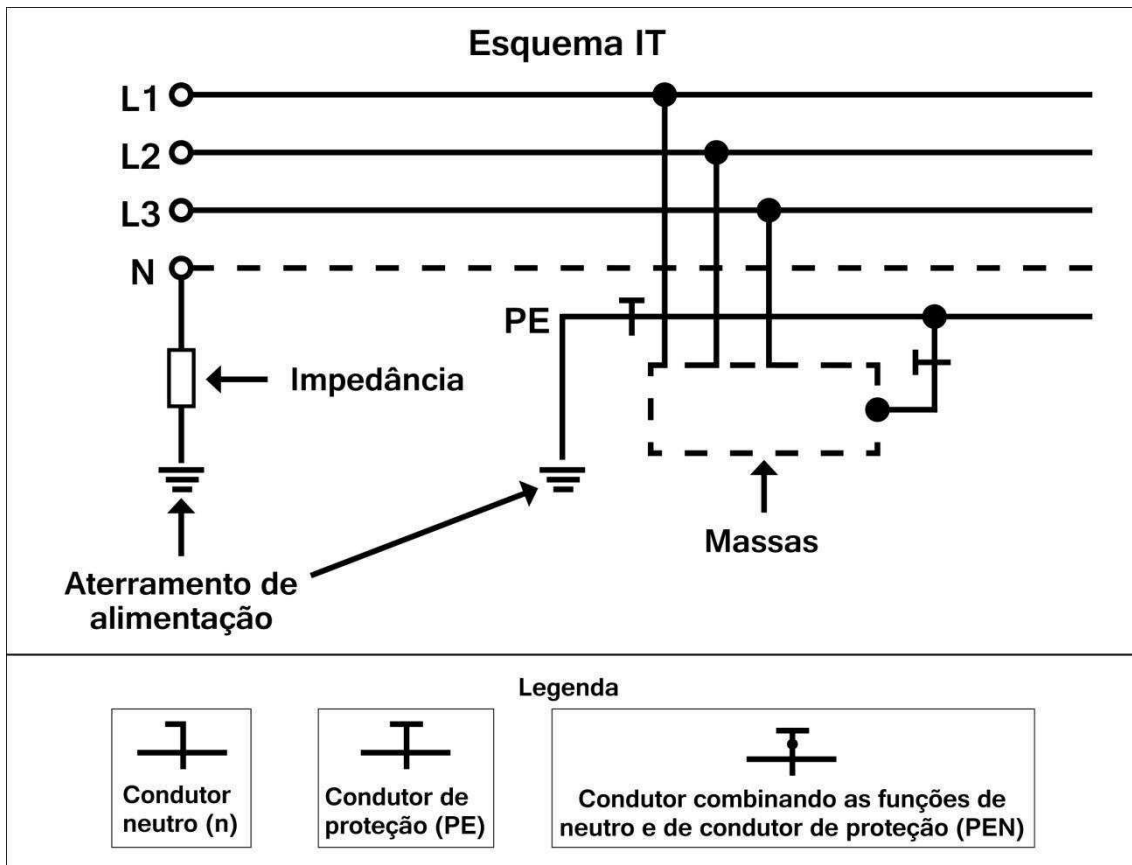 Esquema IT
L1
L2
L3
N
PE
Impedância
Massas
Aterramento de
alimentação
Legenda
Condutor
neutro (n)
Condutor de
proteção (PE)
Condutor combinando as funções de
neutro e de condutor de proteção (PEN)